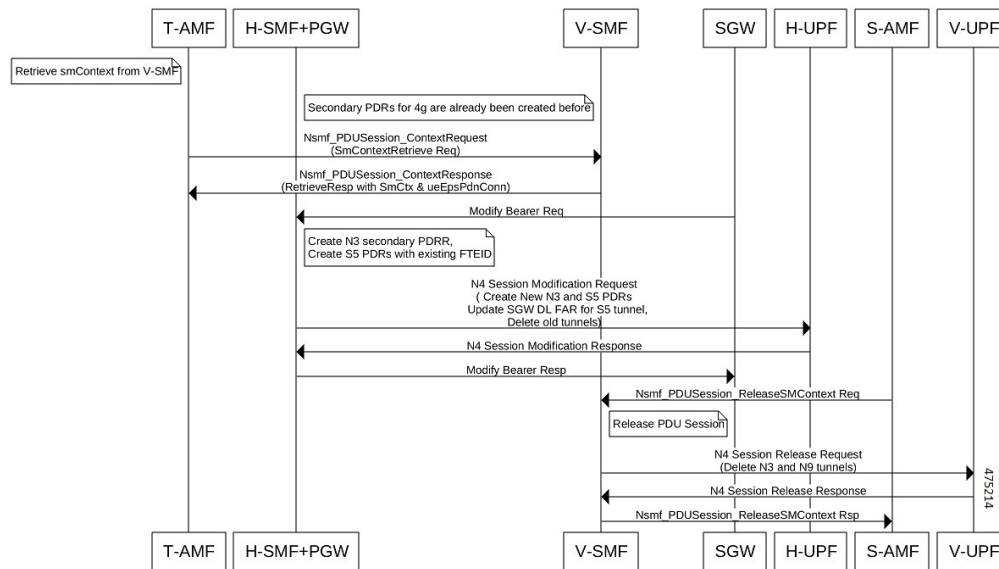 T-AMF H-SMF+PGW V-SMF SGW H-UPF S-AMF V-UPF
Retrieve smContext from V-SMF
Secondary PDRs for 4g are already been created before
Nsmf_PDUSession_ContextRequest
(SmContextRetrieve Req)
Nsmf_PDUSession_ContextResponse
(RetrieveResp with SmCtx & ueEpsPdnConn)
Modify Bearer Req
Create N3 secondary PDRR,
Create S5 PDRs with existing FTEID
N4 Session Modification Request
( Create New N3 and S5 PDRs
Update SGW DL FAR for S5 tunnel,
Delete old tunnels)
N4 Session Modification Response
Modify Bearer Resp
Nsmf_PDUSession_ReleaseSMContext Req
Release PDU Session
N4 Session Release Request
(Delete N3 and N9 tunnels)
N4 Session Release Response
Nsmf_PDUSession_ReleaseSMContext Rsp
475214
T-AMF H-SMF+PGW V-SMF SGW H-UPF S-AMF V-UPF